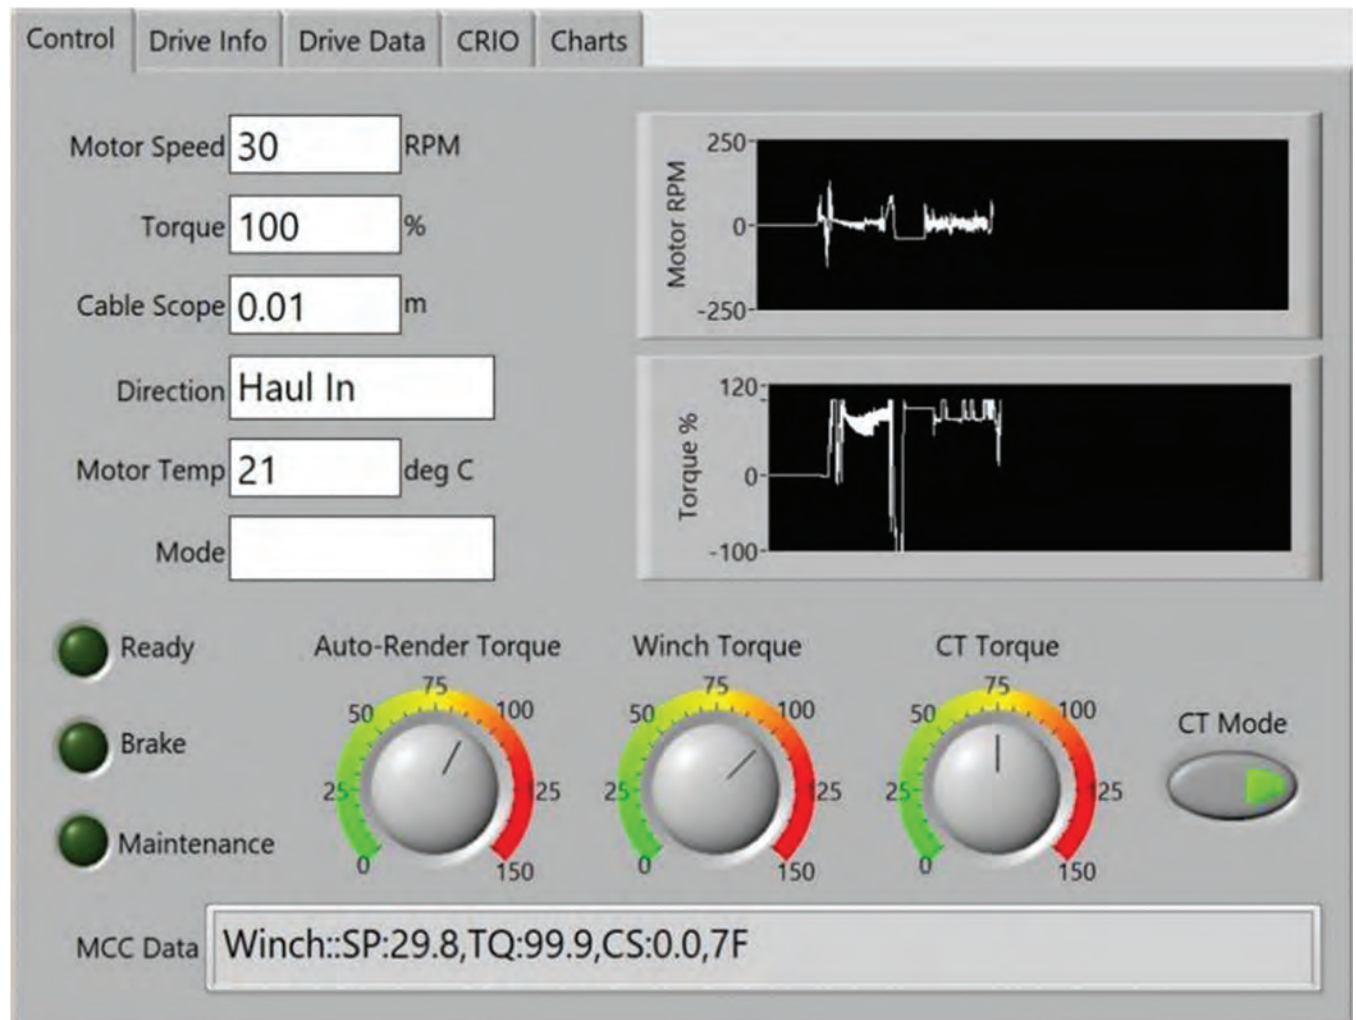 Control Drive Info Drive Data CRIO Charts
Motor Speed 30 RPM
Torque 100 %
Cable Scope 0.01 m
Direction Haul In
Motor Temp 21 deg C
Mode
Motor RPM
250
0
-250
Torque %
120
0
-100
Ready
Brake
Maintenance
Auto-Render Torque
0 25 50 75 100 125 150
Winch Torque
0 25 50 75 100 125 150
CT Torque
0 25 50 75 100 125 150
CT Mode
MCC Data Winch::SP:29.8,TQ:99.9,CS:0.0,7F